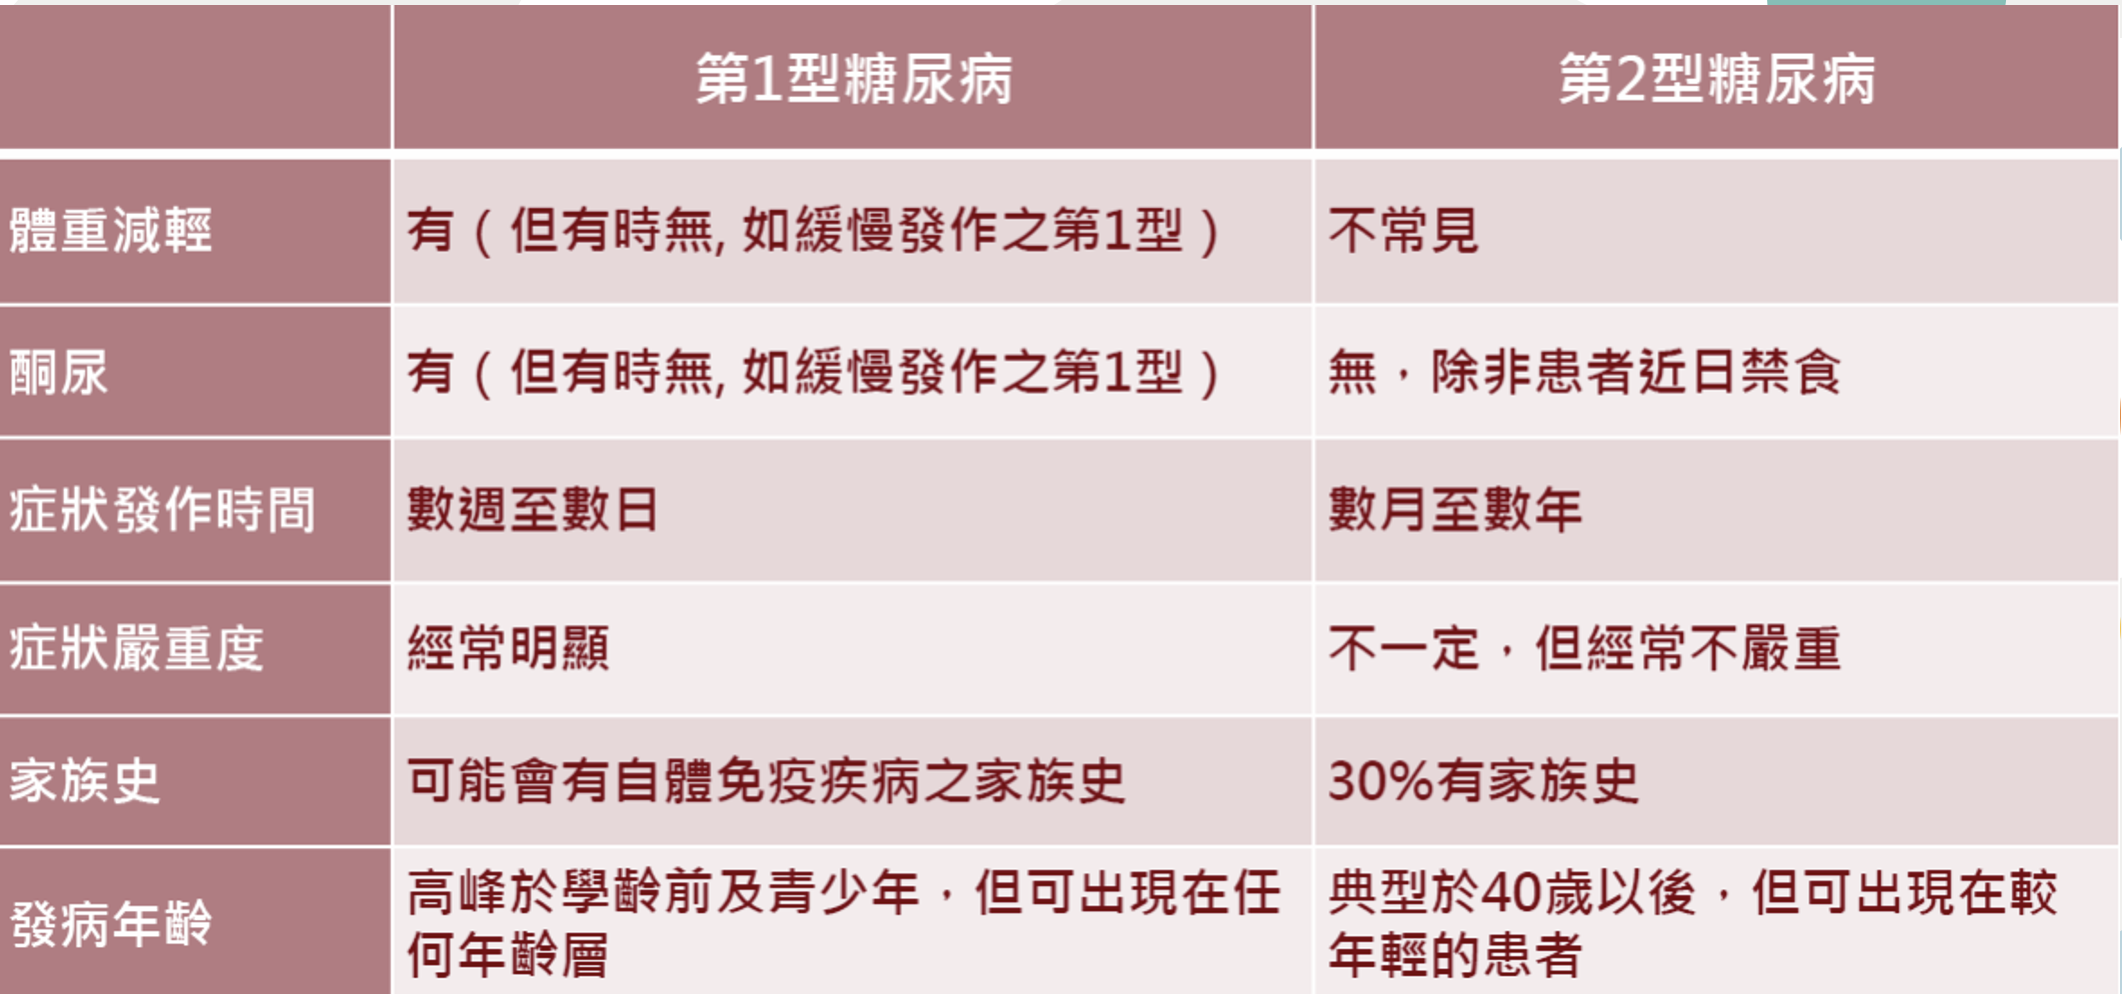 第1型糖尿病 第2型糖尿病
體重減輕 有（但有時無, 如緩慢發作之第1型） 不常見
酮尿 有（但有時無, 如緩慢發作之第1型） 無，除非患者近日禁食
症狀發作時間 數週至數日 數月至數年
症狀嚴重度 經常明顯 不一定，但經常不嚴重
家族史 可能會有自體免疫疾病之家族史 30%有家族史
發病年齡 高峰於學齡前及青少年，但可出現在任
何年齡層
典型於40歲以後，但可出現在較
年輕的患者